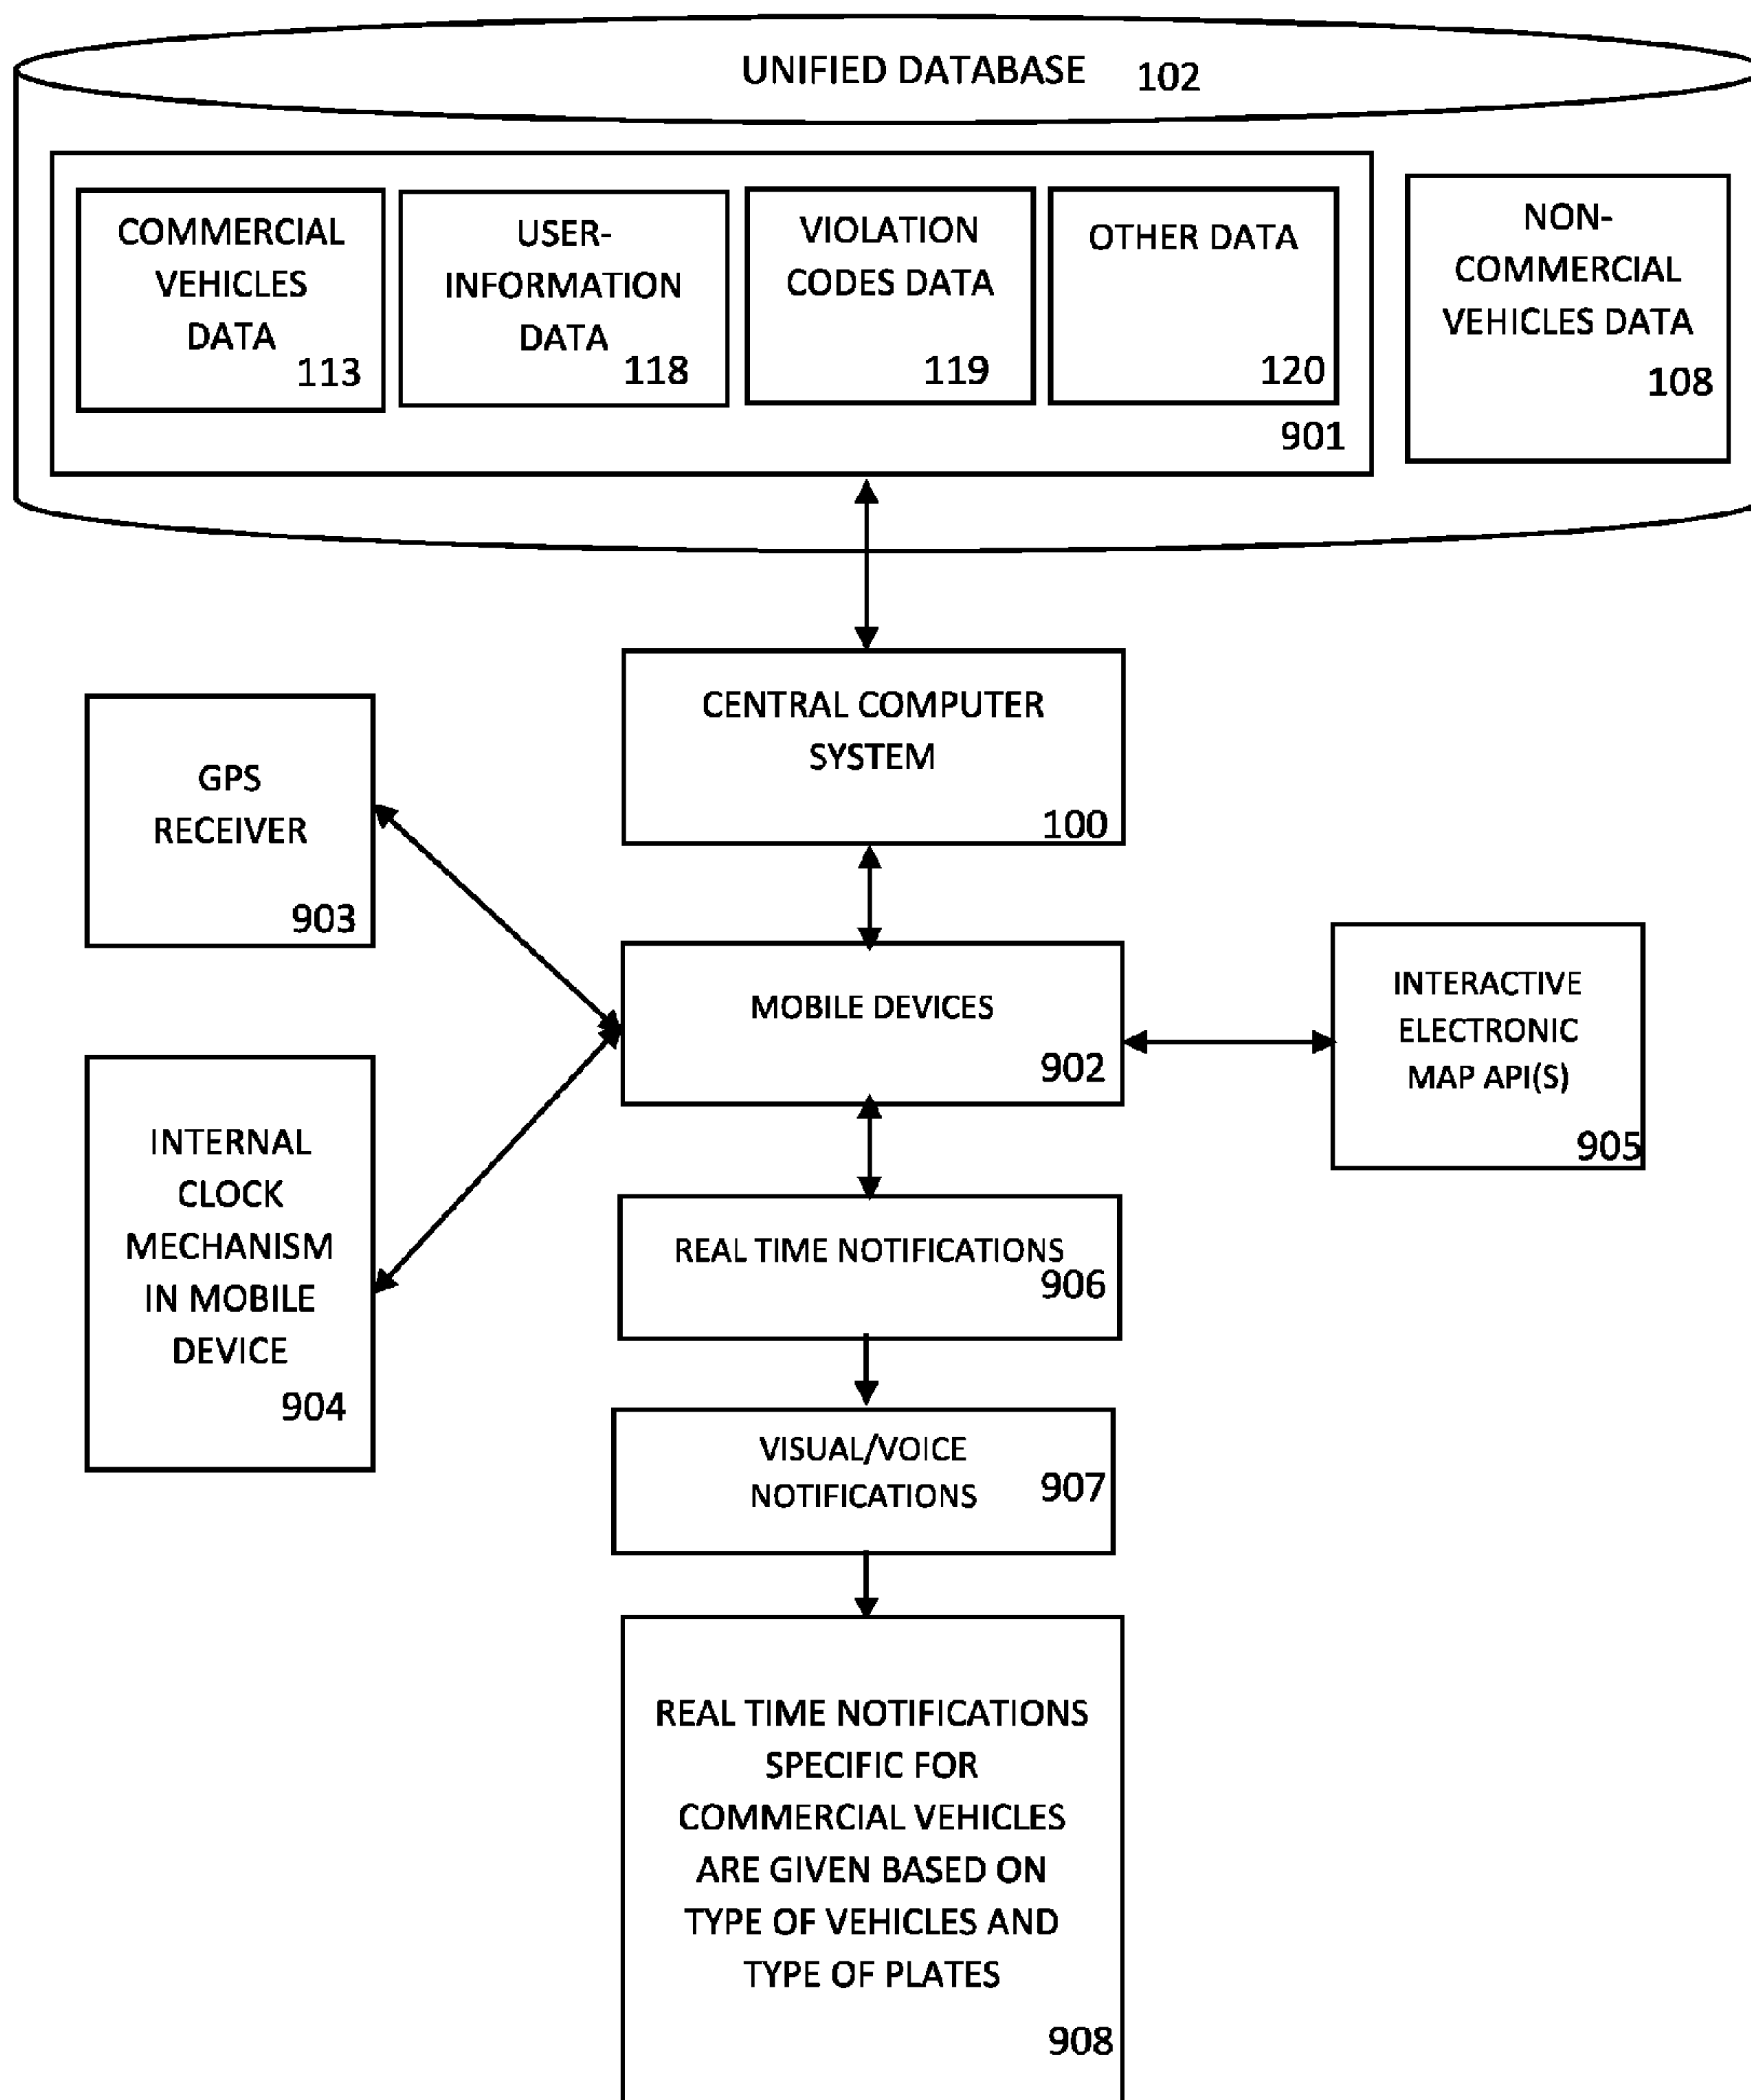 UNIFIED DATABASE 102
COMMERCIAL
VEHICLES
DATA
113
USER-
INFORMATION
DATA
118
VIOLATION
CODES DATA
119
OTHER DATA
120
901
NON-
COMMERCIAL
VEHICLES DATA
108
CENTRAL COMPUTER
SYSTEM
100
GPS
RECEIVER
903
MOBILE DEVICES
902
INTERACTIVE
ELECTRONIC
MAP API(S)
905
INTERNAL
CLOCK
MECHANISM
IN MOBILE
DEVICE
904
REAL TIME NOTIFICATIONS
906
VISUAL/VOICE
NOTIFICATIONS
907
REAL TIME NOTIFICATIONS
SPECIFIC FOR
COMMERCIAL VEHICLES
ARE GIVEN BASED ON
TYPE OF VEHICLES AND
TYPE OF PLATES
908